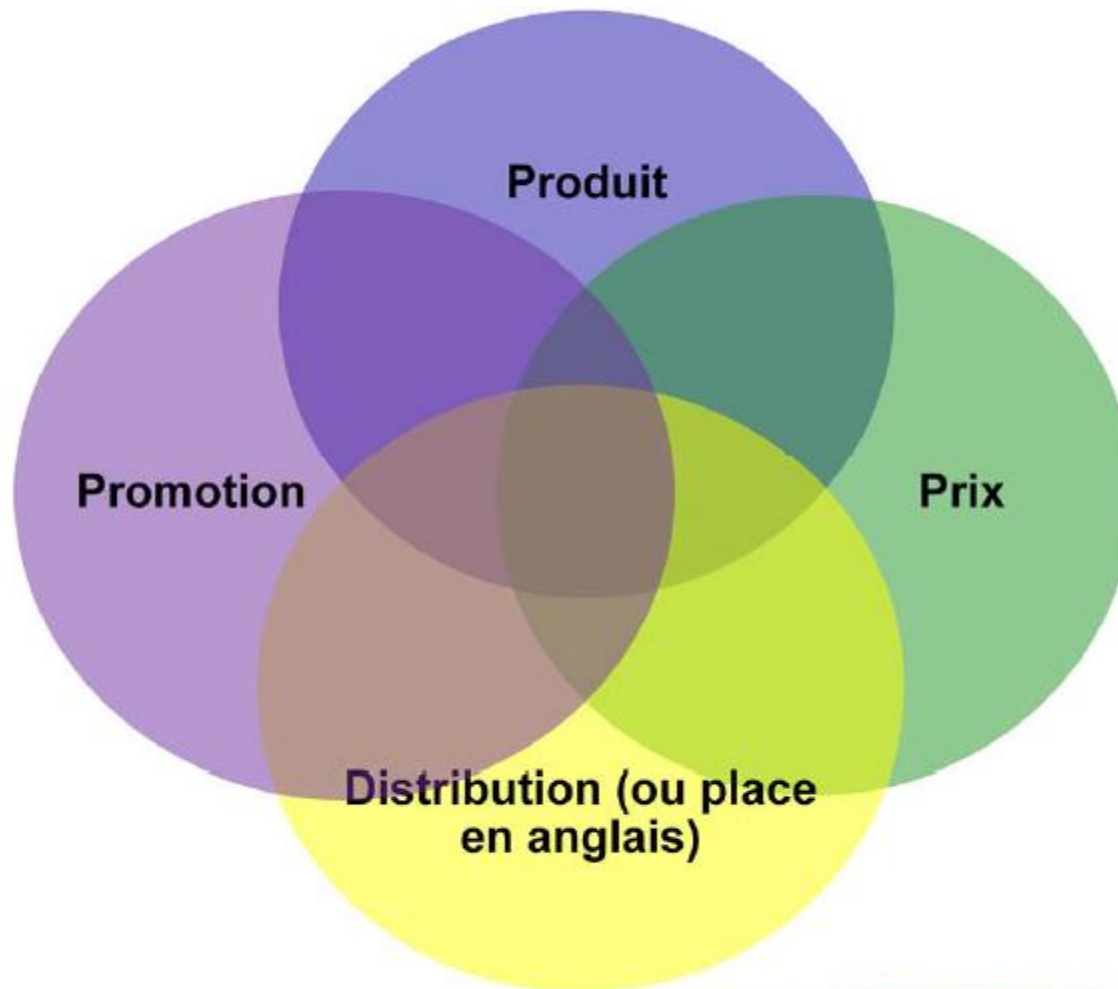 Produit
Promotion
Prix
Distribution (ou place
en anglais)